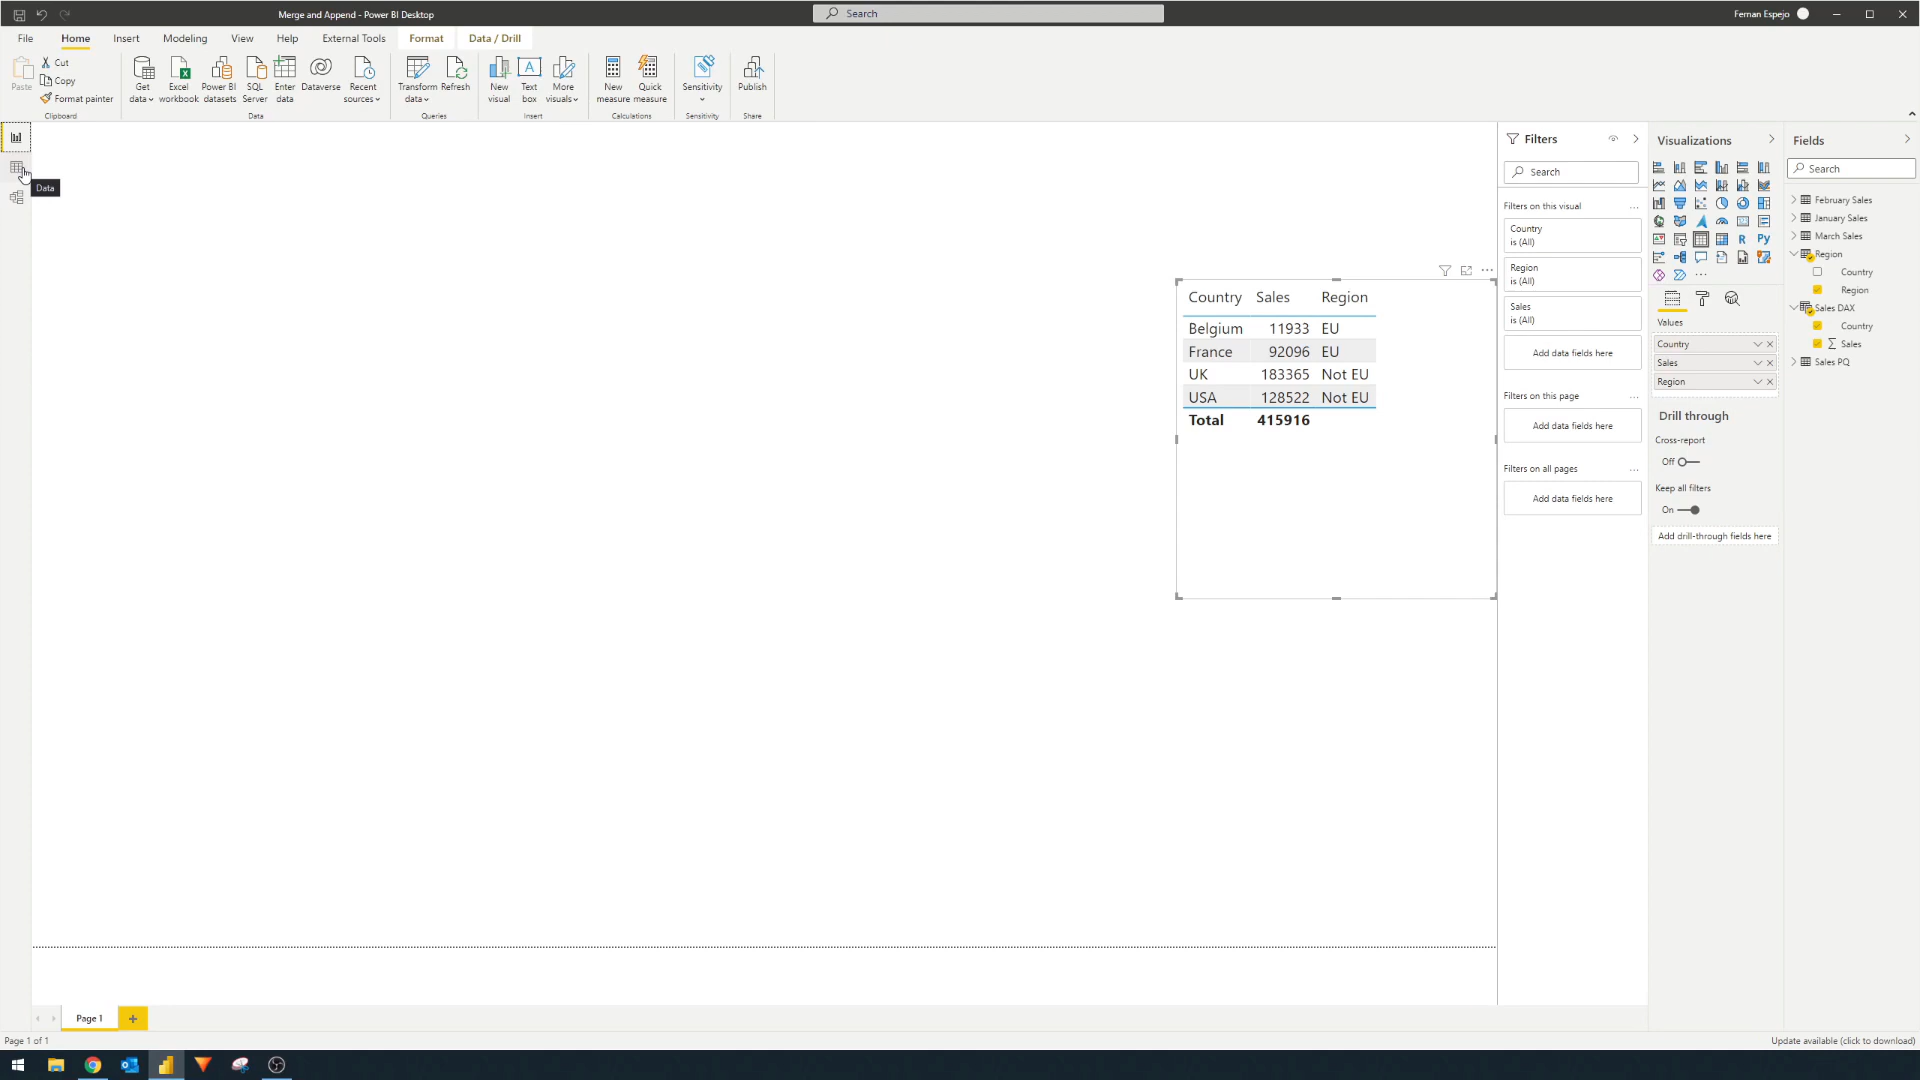 Merge and Append - Power BI Desktop
Search
Fernan Espejo
File Home Insert Modeling View Help External Tools Format Data / Drill
Paste
Cut
Copy
Format painter
Clipboard
Get data
Excel workbook
Power BI datasets
SQL Server
Enter data
Dataverse
Recent sources
Data
Transform data
Refresh
Queries
New visual
Text box
More visuals
Insert
New measure
Quick measure
Calculations
Sensitivity
Sensitivity
Publish
Share
Data
Country Sales Region
Belgium 11933 EU
France 92096 EU
UK 183365 Not EU
USA 128522 Not EU
Total 415916
Filters
Search
Filters on this visual ...
Country
is (All)
Region
is (All)
Sales
is (All)
Add data fields here
Filters on this page ...
Add data fields here
Filters on all pages ...
Add data fields here
Visualizations
R Py
...
Values
Country
Sales
Region
Drill through
Cross-report
Off
Keep all filters
On
Add drill-through fields here
Fields
Search
February Sales
January Sales
March Sales
Region
Country
Region
Sales DAX
Country
∑ Sales
Sales PQ
Page 1 +
Page 1 of 1
Update available (click to download)